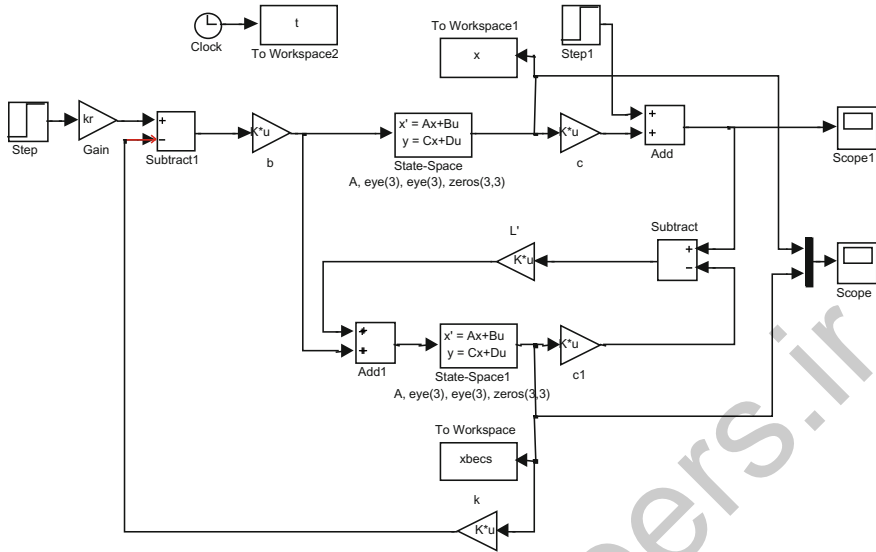 t
Clock
To Workspace2
To Workspace1
x
Step1
kr
Step
Gain
+
−
Subtract1
K*u
b
x' = Ax+Bu
y = Cx+Du
State-Space
A, eye(3), eye(3), zeros(3,3)
K*u
c
+
+
Add
Scope1
L'
K*u
Subtract
+
−
Scope
+
+
Add1
x' = Ax+Bu
y = Cx+Du
State-Space1
A, eye(3), eye(3), zeros(3,3)
K*u
c1
To Workspace
xbecs
k
K*u
pers.ir